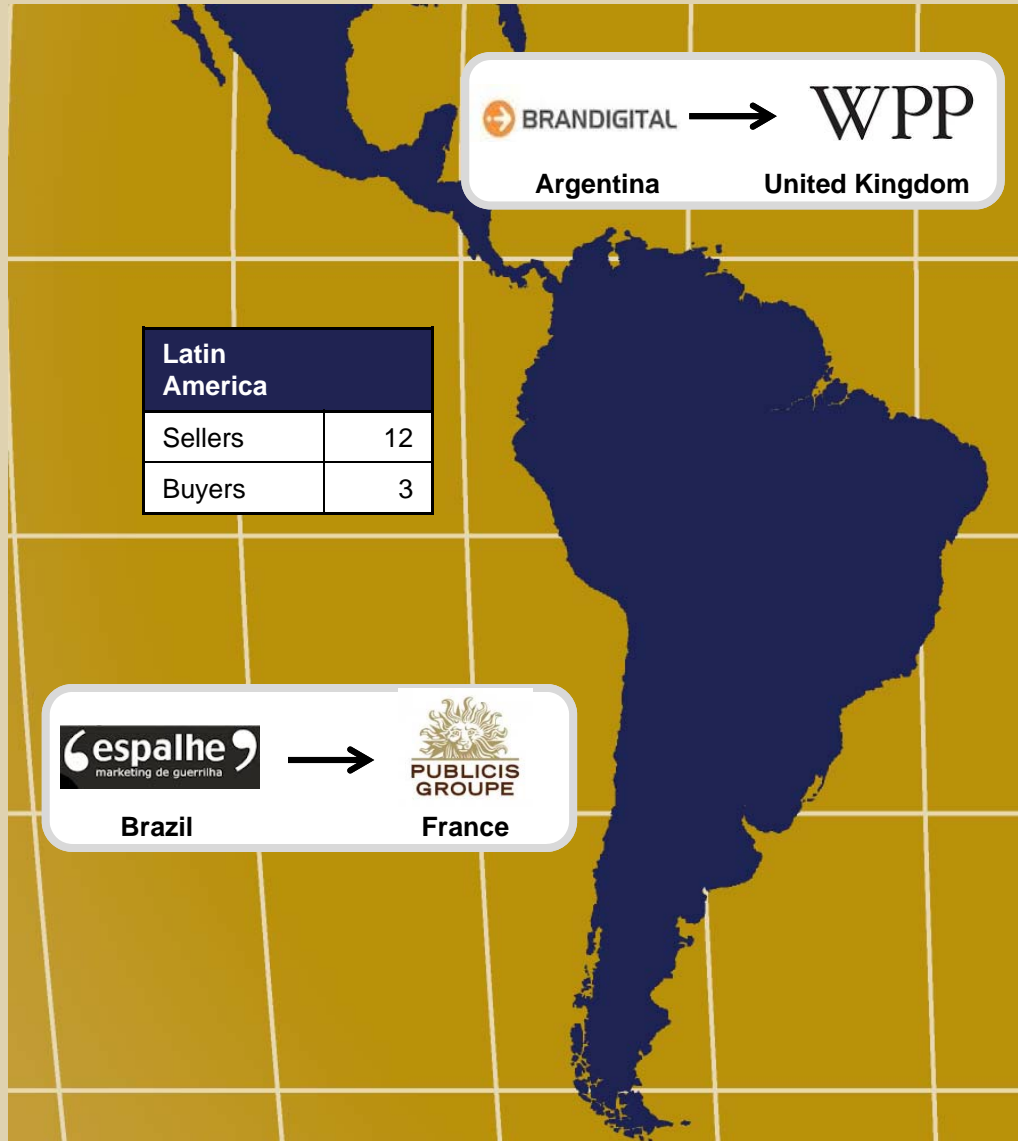 BRANDIGITAL WPP
Argentina United Kingdom
Latin
America
Sellers 12
Buyers 3
espalhe
marketing de guerrilha
PUBLICIS
GROUPE
Brazil France